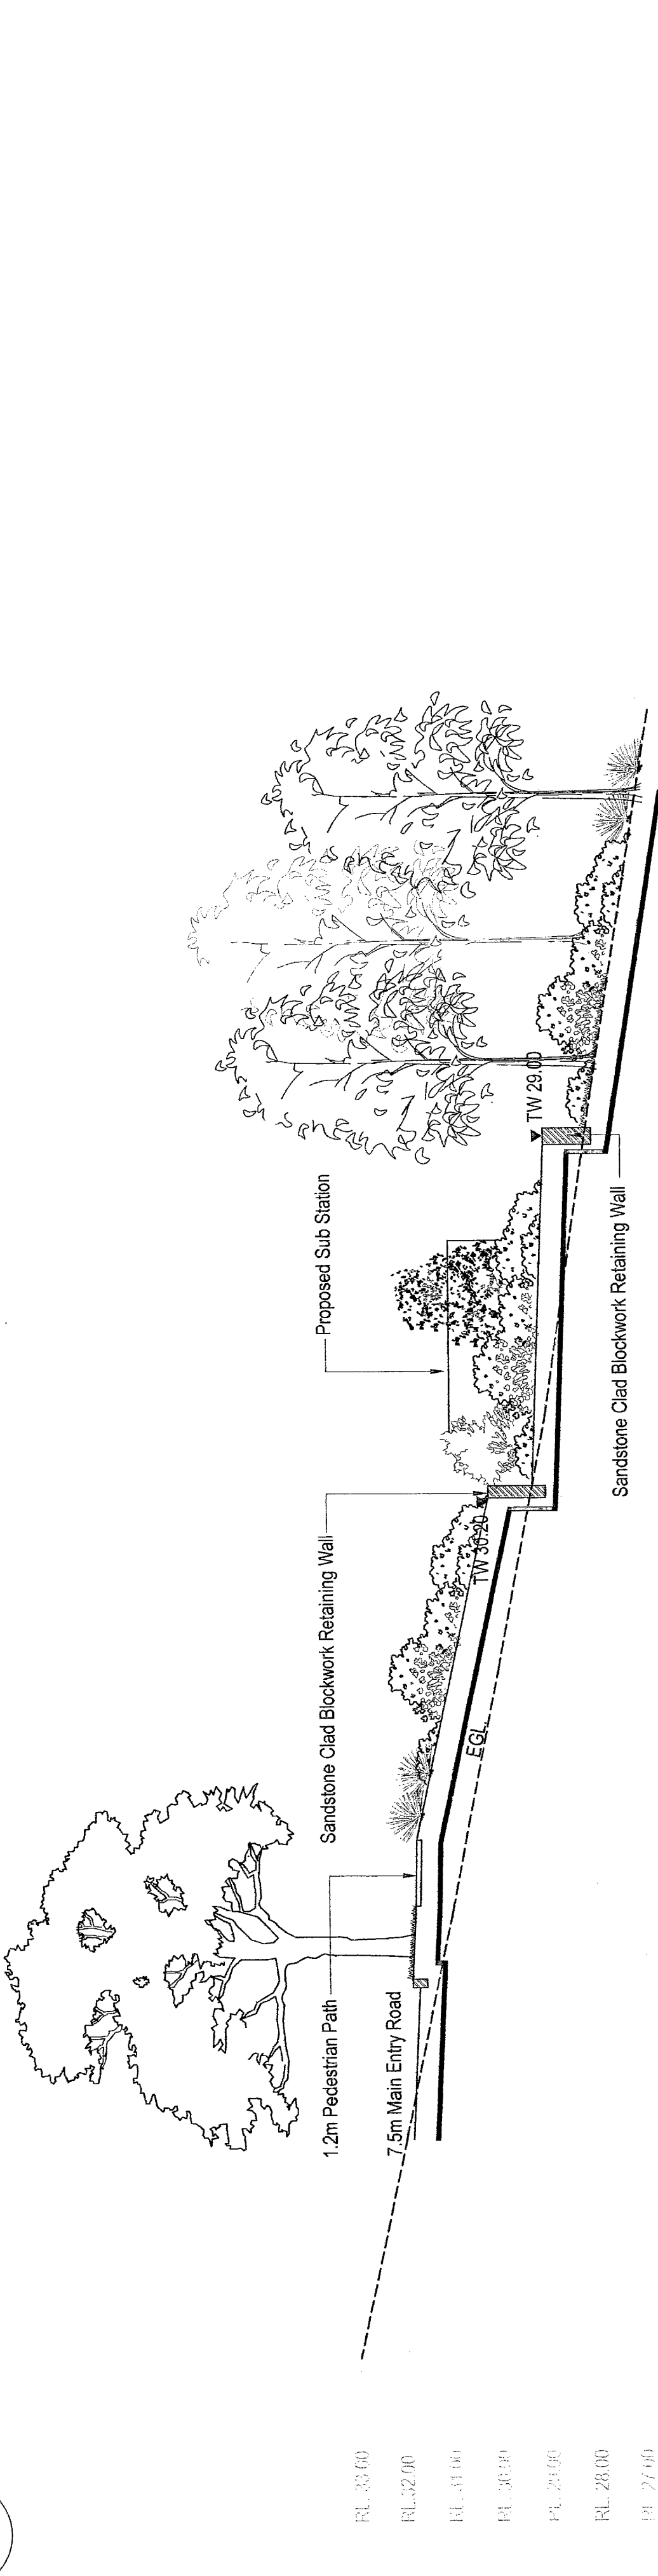 Proposed Sub Station
Sandstone Clad Blockwork Retaining Wall
1.2m Pedestrian Path
7.5m Main Entry Road
TW 30.20
TW 29.00
EGL
Sandstone Clad Blockwork Retaining Wall
RL. 33.00
RL.32.00
RL. 31.00
RL. 30.00
RL. 29.00
RL. 28.00
RL. 27.00